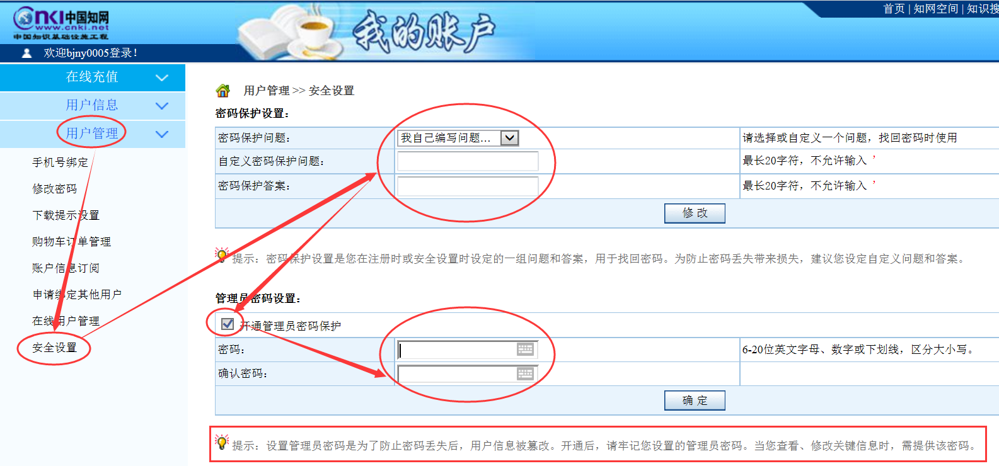 首页 | 知网空间 | 知识搜
CNKI中国知网
www.cnki.net
中国知识基础设施工程
我的账户
欢迎bjny0005登录！
在线充值
用户信息
用户管理
手机号绑定
修改密码
下载提示设置
购物车订单管理
账户信息订阅
申请绑定其他用户
在线用户管理
安全设置
用户管理 >> 安全设置
密码保护设置：
密码保护问题： 我自己编写问题... 请选择或自定义一个问题，找回密码时使用
自定义密码保护问题： 最长20字符，不允许输入 ’
密码保护答案： 最长20字符，不允许输入 ’
修 改
提示：密码保护设置是您在注册时或安全设置时设定的一组问题和答案，用于找回密码。为防止密码丢失带来损失，建议您设定自定义问题和答案。
管理员密码设置：
开通管理员密码保护
密码： 6-20位英文字母、数字或下划线，区分大小写。
确认密码：
确 定
提示：设置管理员密码是为了防止密码丢失后，用户信息被篡改。开通后，请牢记您设置的管理员密码。当您查看、修改关键信息时，需提供该密码。